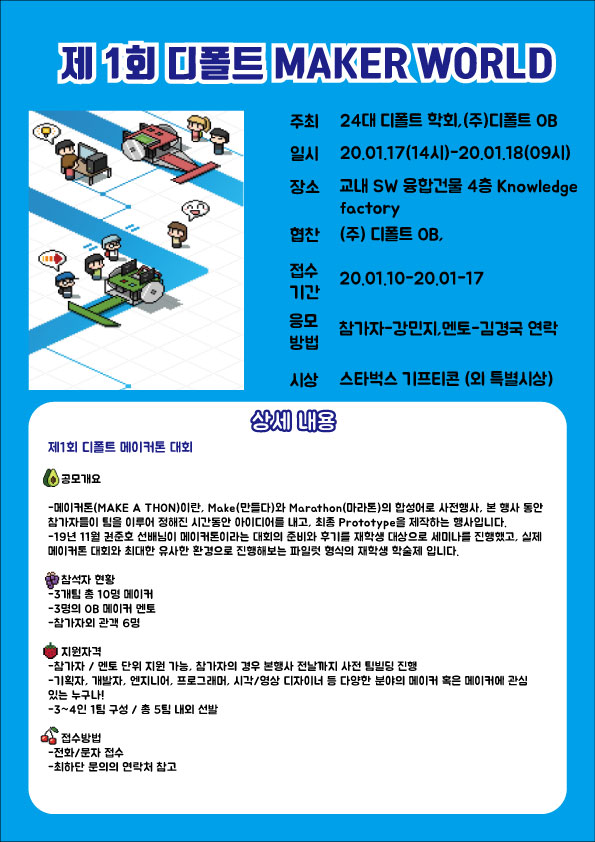 제 1회 디폴트 MAKER WORLD
주최 24대 디폴트 학회,(주)디폴트 OB
일시 20.01.17(14시)-20.01.18(09시)
장소 교내 SW 융합건물 4층 Knowledge
factory
협찬 (주) 디폴트 OB,
접수
기간 20.01.10-20.01-17
응모
방법 참가자-강민지,멘토-김경국 연락
시상 스타벅스 기프티콘 (외 특별시상)
상세 내용
제1회 디폴트 메이커톤 대회
공모개요
-메이커톤(MAKE A THON)이란, Make(만들다)와 Marathon(마라톤)의 합성어로 사전행사, 본 행사 동안
참가자들이 팀을 이루어 정해진 시간동안 아이디어를 내고, 최종 Prototype을 제작하는 행사입니다.
-19년 11월 권준호 선배님이 메이커톤이라는 대회의 준비와 후기를 재학생 대상으로 세미나를 진행했고, 실제
메이커톤 대회와 최대한 유사한 환경으로 진행해보는 파일럿 형식의 재학생 학술제 입니다.
참석자 현황
-3개팀 총 10명 메이커
-3명의 OB 메이커 멘토
-참가자외 관객 6명
지원자격
-참가자 / 멘토 단위 지원 가능, 참가자의 경우 본행사 전날까지 사전 팀빌딩 진행
-기획자, 개발자, 엔지니어, 프로그래머, 시각/영상 디자이너 등 다양한 분야의 메이커 혹은 메이커에 관심
있는 누구나!
-3~4인 1팀 구성 / 총 5팀 내외 선발
접수방법
-전화/문자 접수
-최하단 문의의 연락처 참고